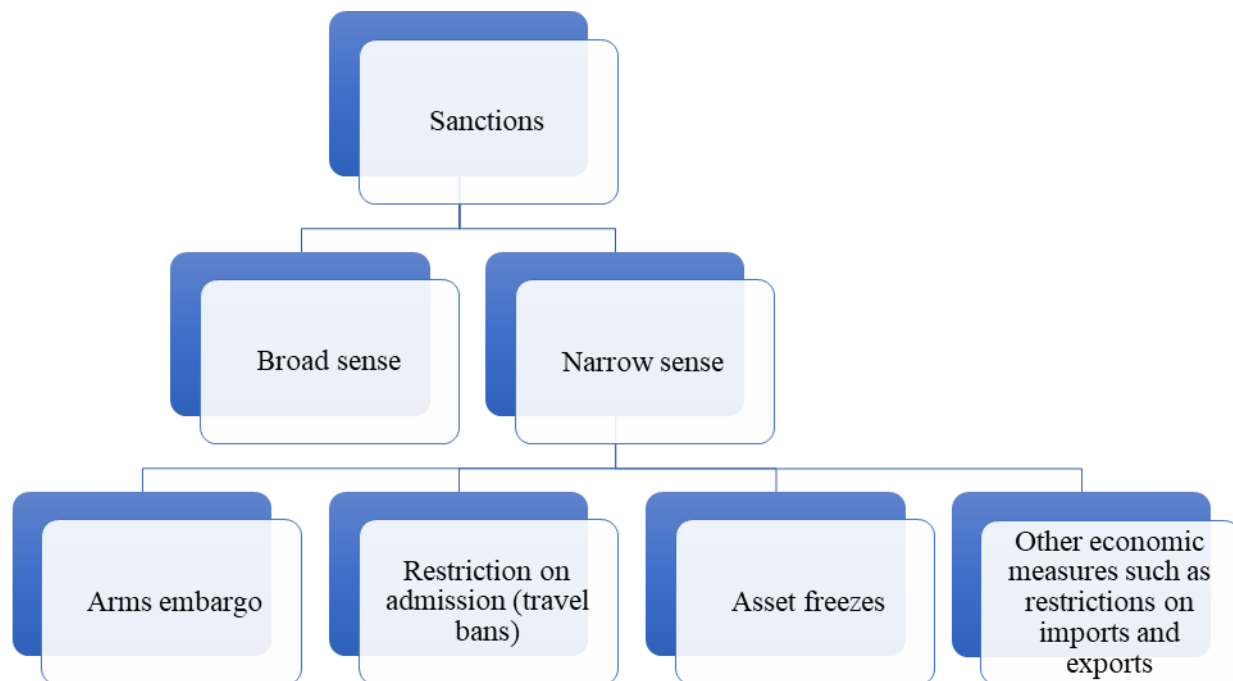 Sanctions
Broad sense
Narrow sense
Arms embargo
Restriction on
admission (travel
bans)
Asset freezes
Other economic
measures such as
restrictions on
imports and
exports